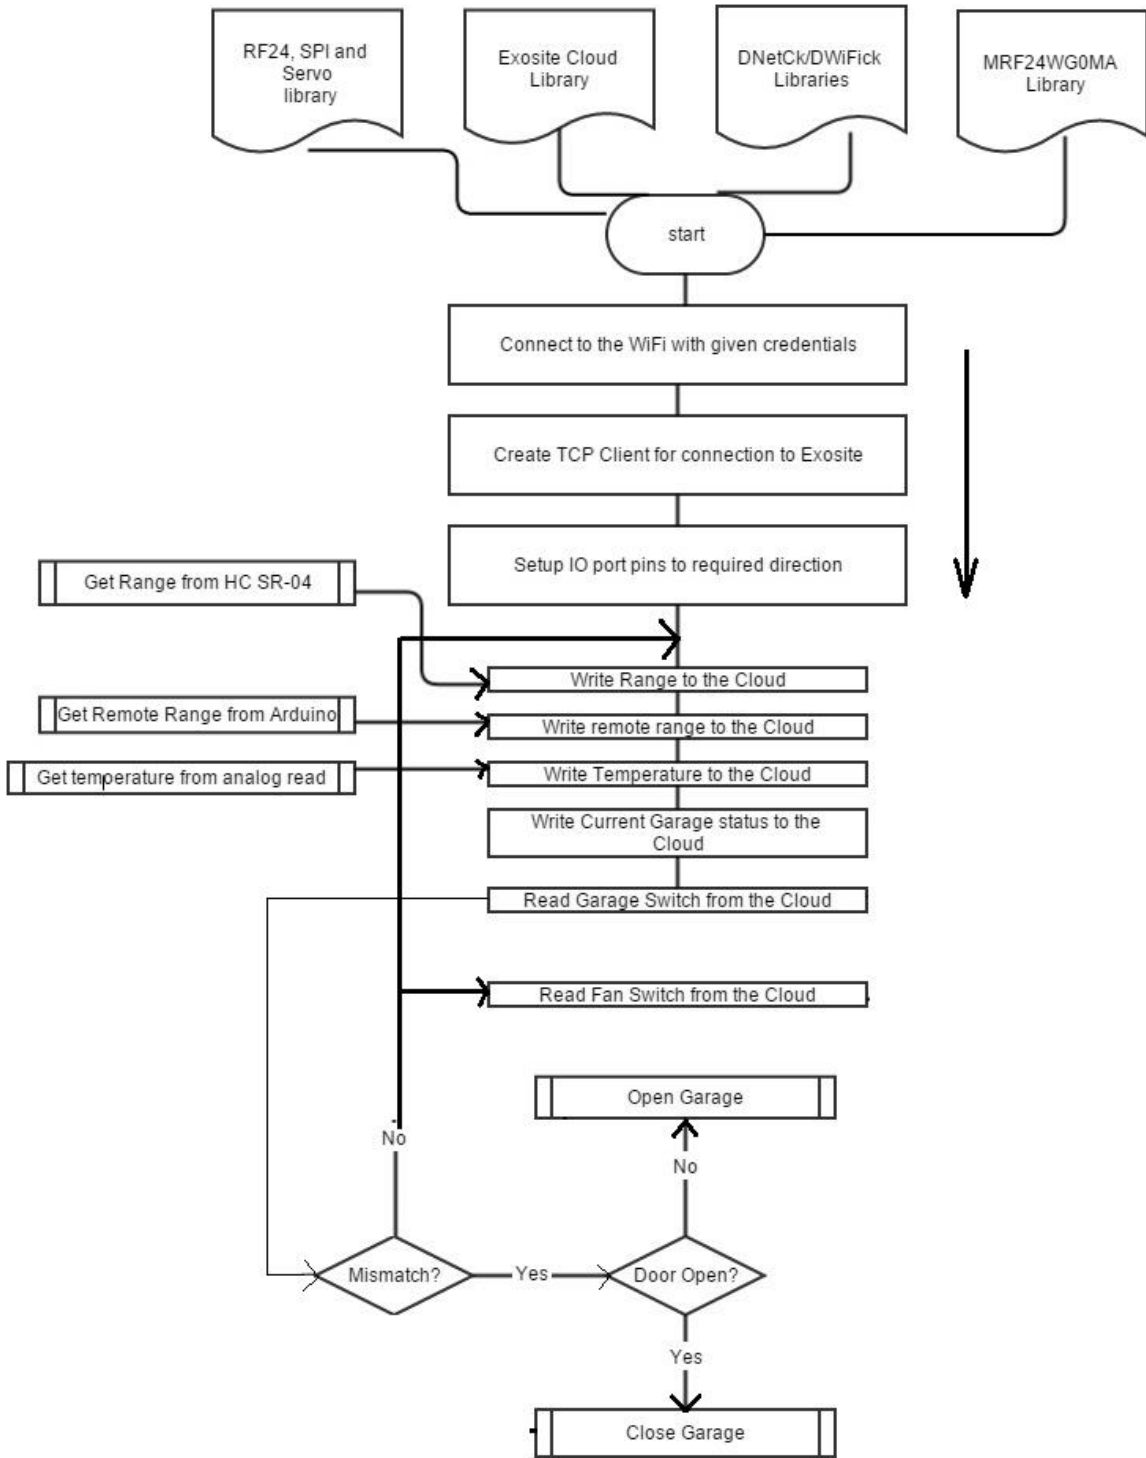 RF24, SPI and
Servo
library
Exosite Cloud
Library
DNetCk/DWiFick
Libraries
MRF24WG0MA
Library
start
Connect to the WiFi with given credentials
Create TCP Client for connection to Exosite
Setup IO port pins to required direction
Get Range from HC SR-04
Write Range to the Cloud
Get Remote Range from Arduino
Write remote range to the Cloud
Get temperature from analog read
Write Temperature to the Cloud
Write Current Garage status to the
Cloud
Read Garage Switch from the Cloud
Read Fan Switch from the Cloud
Open Garage
No
No
Mismatch?
Yes
Door Open?
Yes
Close Garage